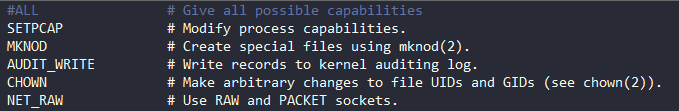 #ALL # Give all possible capabilities
SETPCAP # Modify process capabilities.
MKNOD # Create special files using mknod(2).
AUDIT_WRITE # Write records to kernel auditing log.
CHOWN # Make arbitrary changes to file UIDs and GIDs (see chown(2)).
NET_RAW # Use RAW and PACKET sockets.